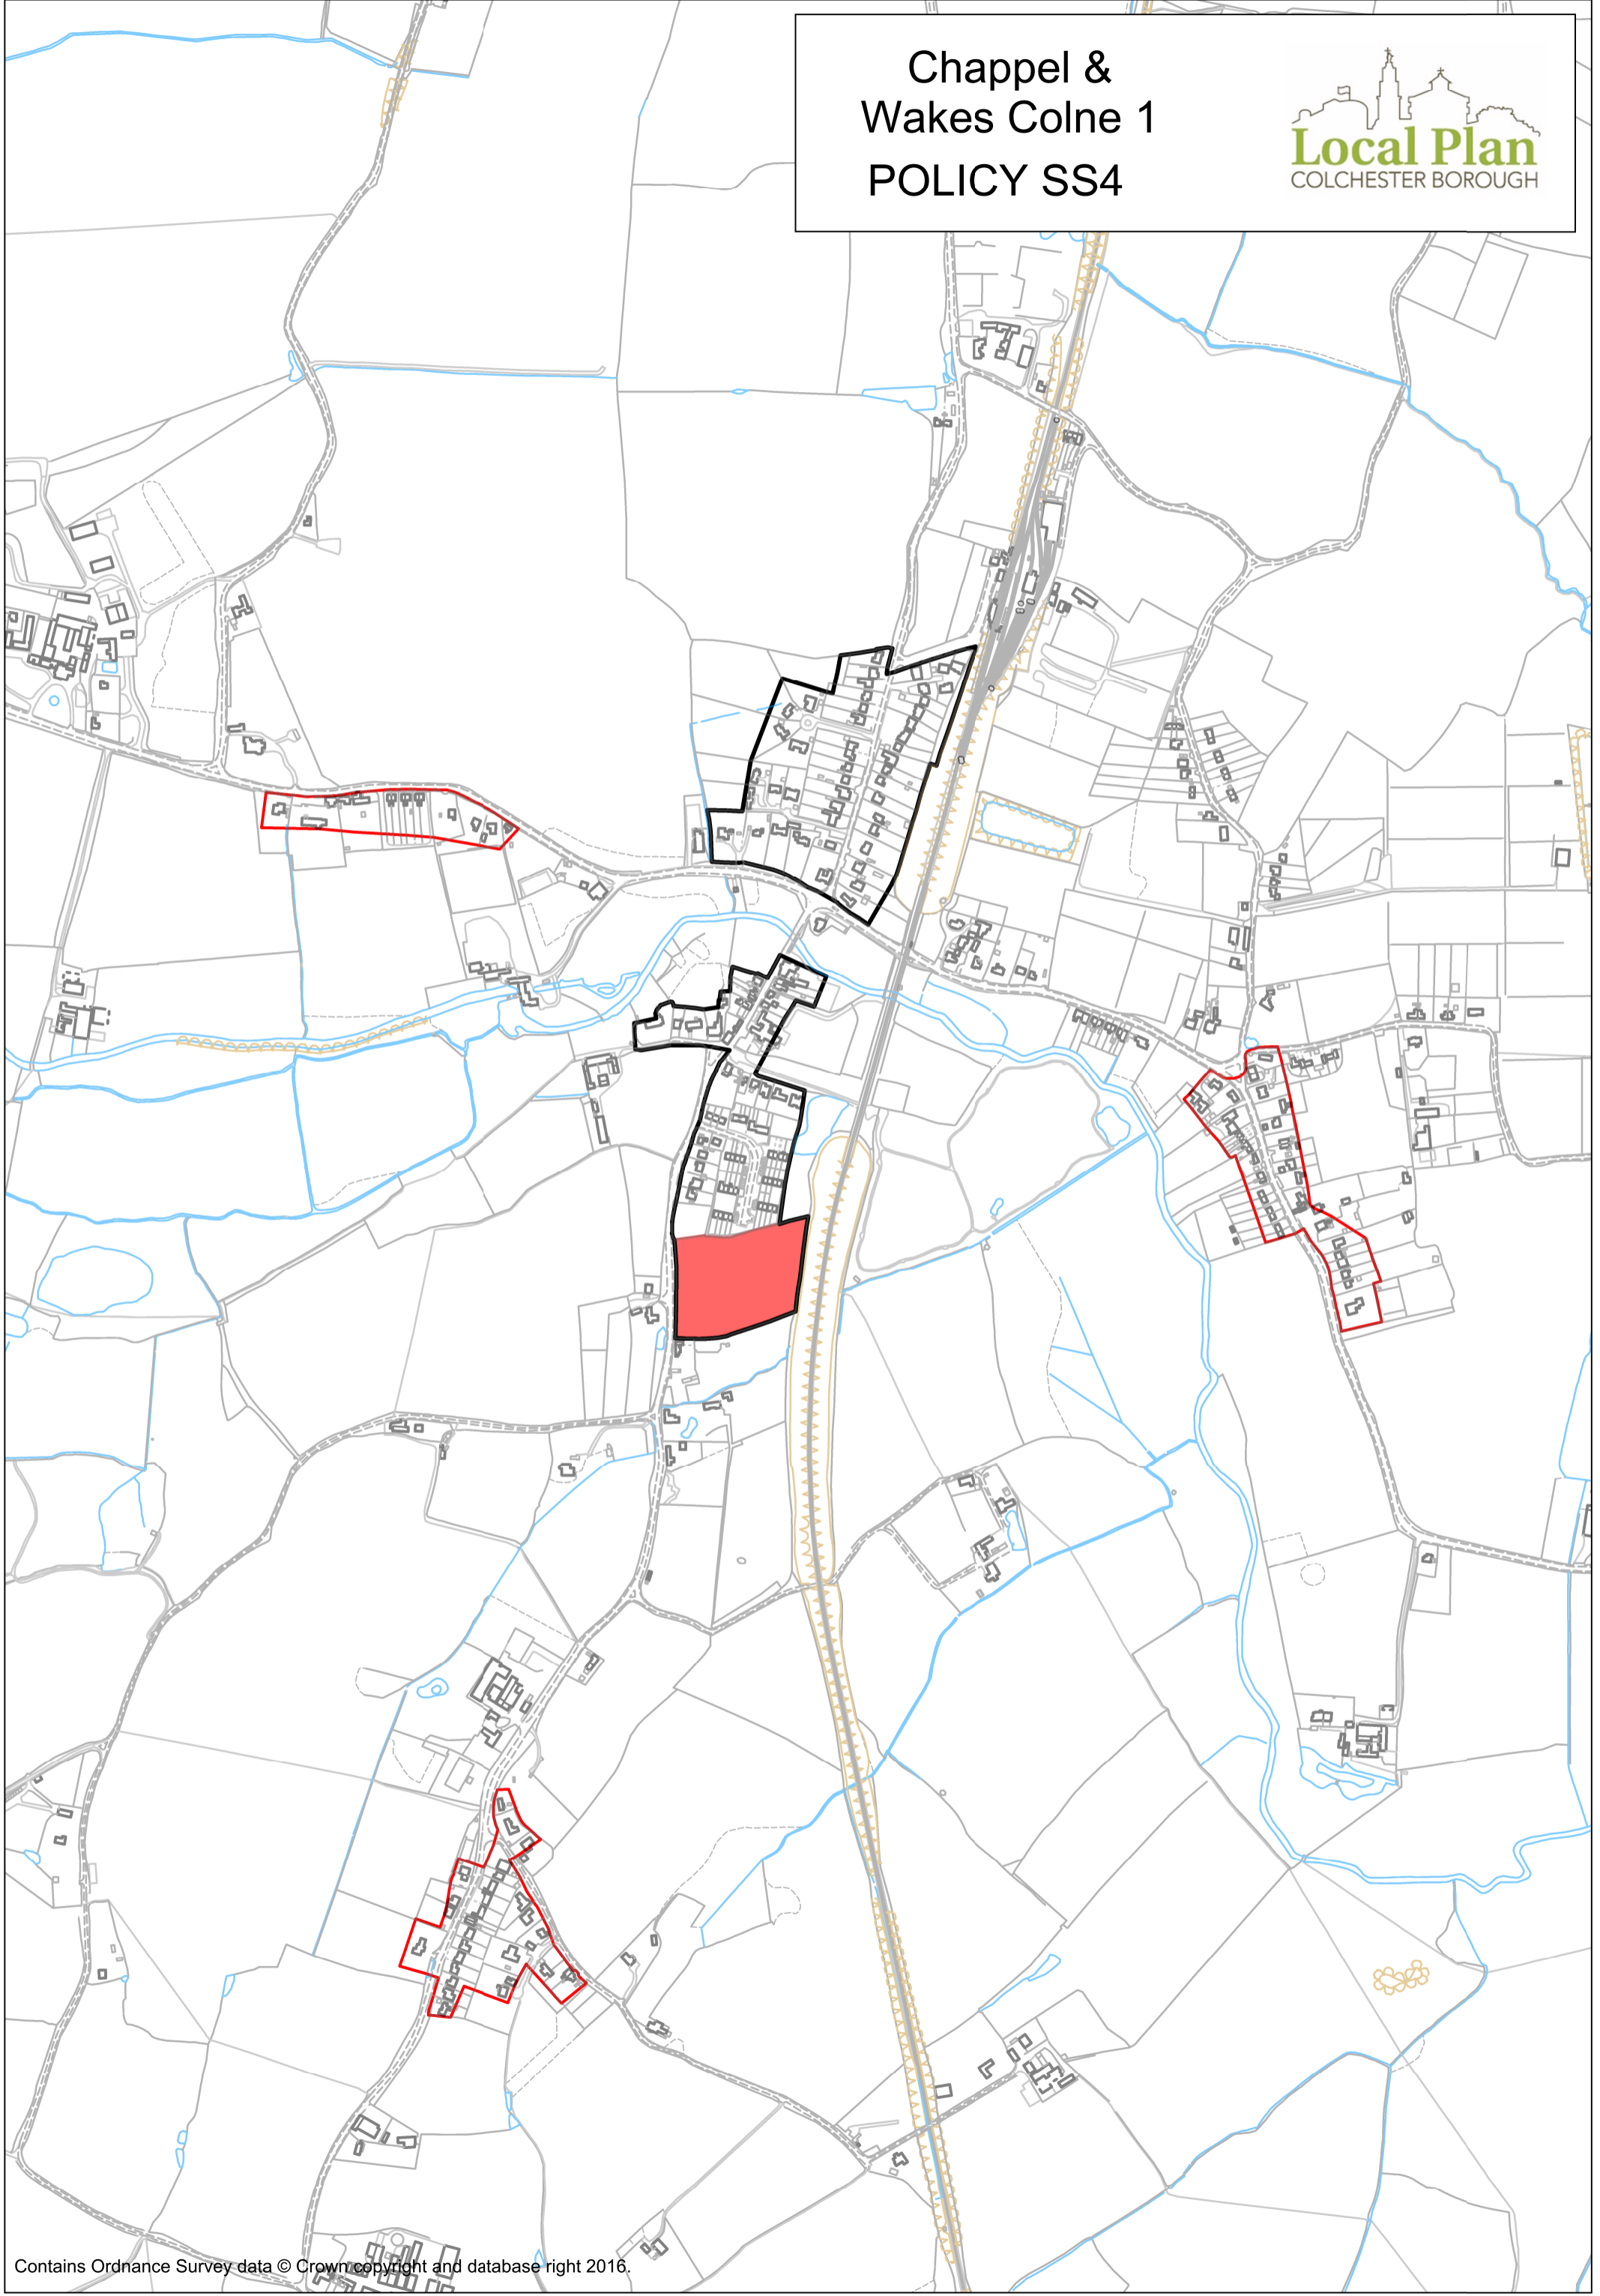 Chappel &
Wakes Colne 1
POLICY SS4
Local Plan
COLCHESTER BOROUGH
Contains Ordnance Survey data © Crown copyright and database right 2016.